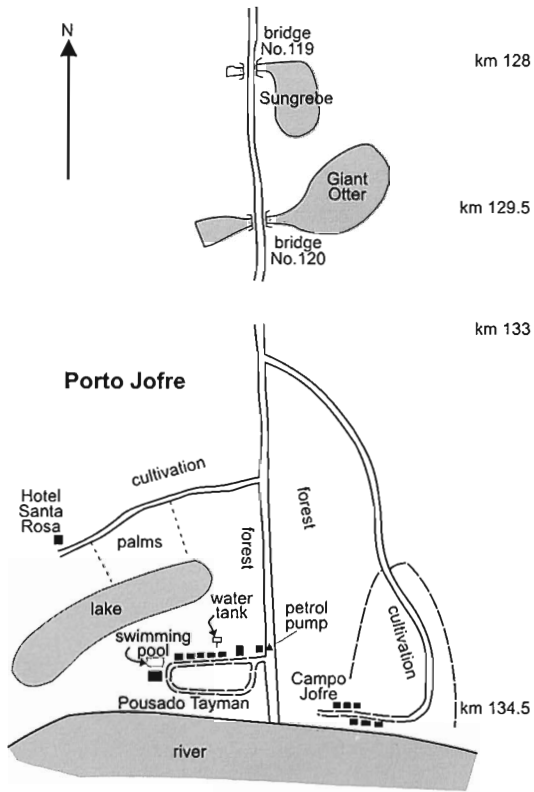 N
bridge
No.119
km 128
Sungrebe
Giant
Otter
km 129.5
bridge
No.120
km 133
Porto Jofre
cultivation
Hotel
Santa
Rosa
forest
palms
forest
lake
water
tank
petrol
pump
cultivation
swimming
pool
Campo
Jofre
Pousado Tayman
km 134.5
river